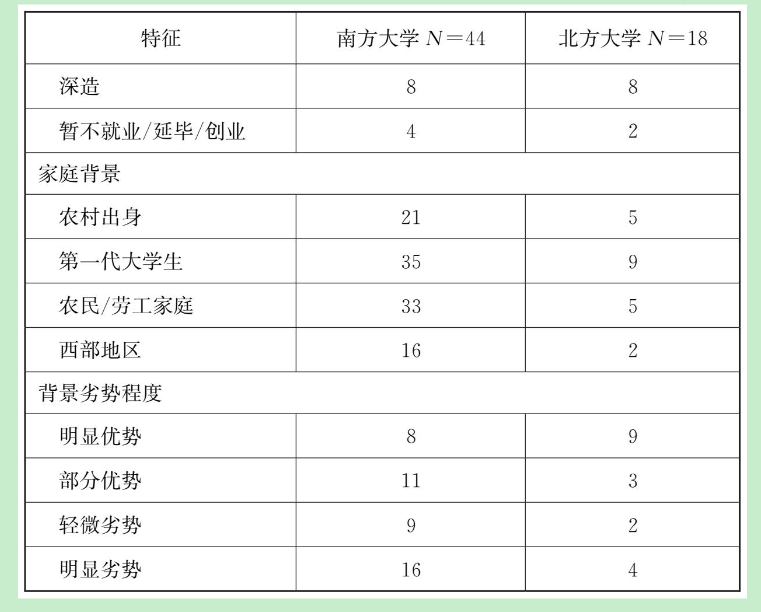 特征 南方大学 N=44 北方大学 N=18
深造 8 8
暂不就业/延毕/创业 4 2
家庭背景
农村出身 21 5
第一代大学生 35 9
农民/劳工家庭 33 5
西部地区 16 2
背景劣势程度
明显优势 8 9
部分优势 11 3
轻微劣势 9 2
明显劣势 16 4